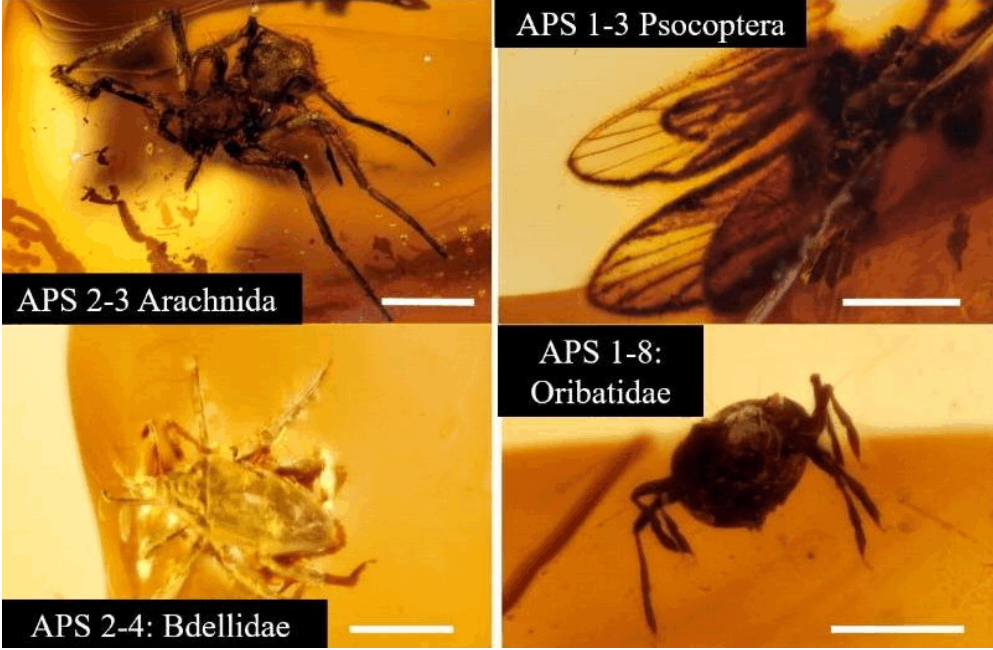 APS 2-3 Arachnida
APS 1-3 Psocoptera
APS 2-4: Bdellidae
APS 1-8:
Oribatidae